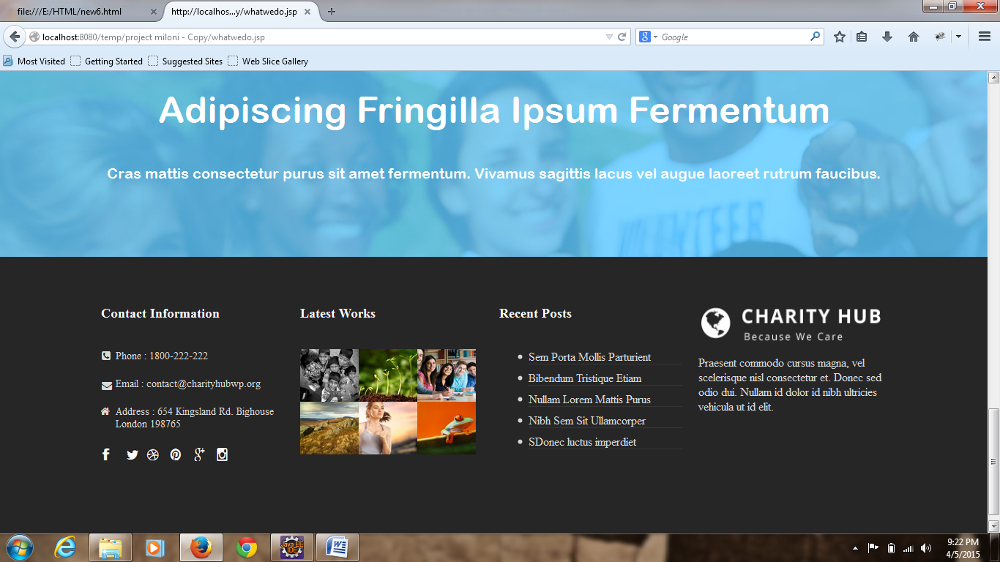 file:///E:/HTML/new6.html
http://localhos...y/whatwedo.jsp
localhost:8080/temp/project miloni - Copy/whatwedo.jsp
Google
Most Visited
Getting Started
Suggested Sites
Web Slice Gallery
Adipiscing Fringilla Ipsum Fermentum
Cras mattis consectetur purus sit amet fermentum. Vivamus sagittis lacus vel augue laoreet rutrum faucibus.
VOLUNTEER
Contact Information
Phone : 1800-222-222
Email : contact@charityhubwp.org
Address : 654 Kingsland Rd. Bighouse
London 198765
Latest Works
Recent Posts
Sem Porta Mollis Parturient
Bibendum Tristique Etiam
Nullam Lorem Mattis Purus
Nibh Sem Sit Ullamcorper
SDonec luctus imperdiet
CHARITY HUB
Because We Care
Praesent commodo cursus magna, vel
scelerisque nisl consectetur et. Donec sed
odio dui. Nullam id dolor id nibh ultricies
vehicula ut id elit.
Java EE
IDE
9:22 PM
4/5/2015